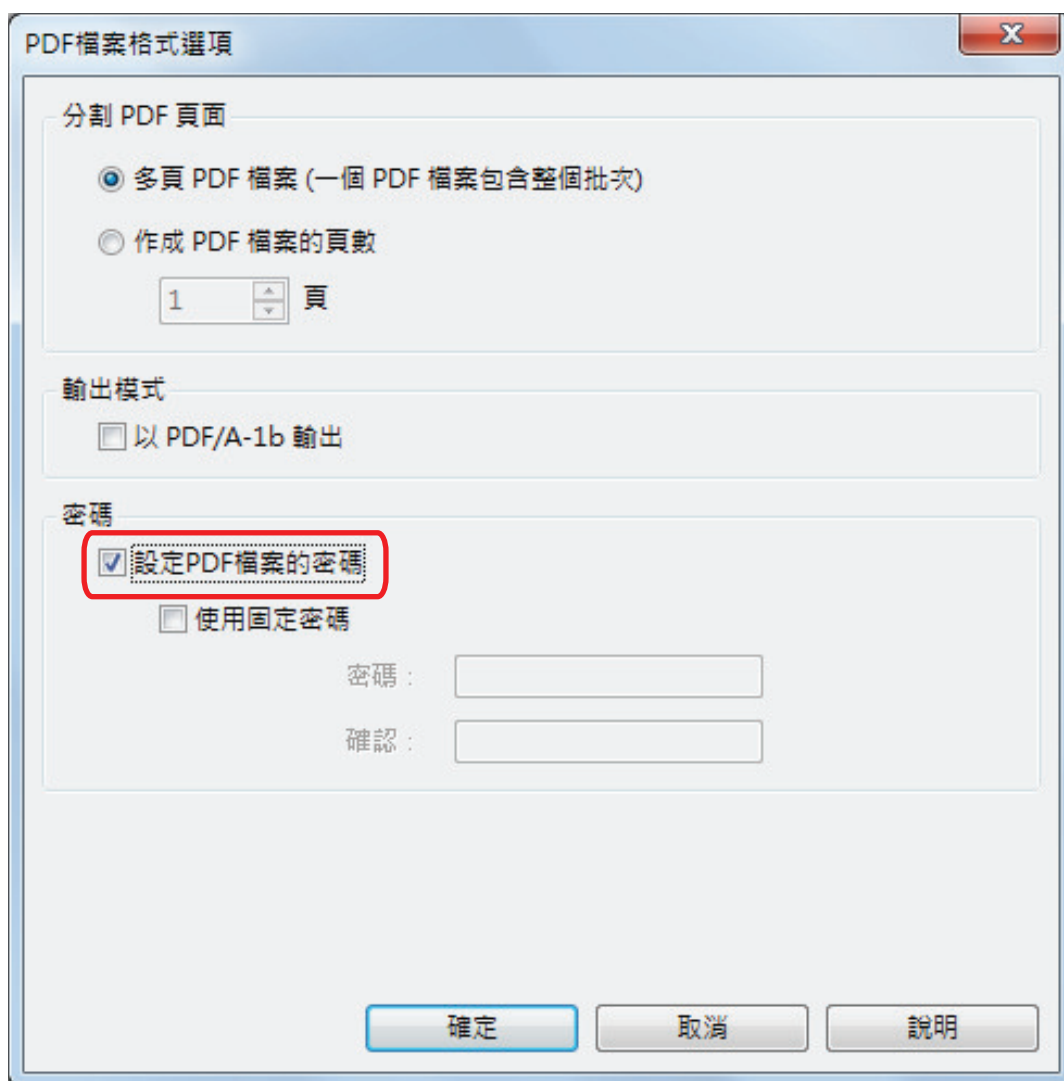 PDF檔案格式選項
分割 PDF 頁面
多頁 PDF 檔案 (一個 PDF 檔案包含整個批次)
作成 PDF 檔案的頁數
1 頁
輸出模式
以 PDF/A-1b 輸出
密碼
設定PDF檔案的密碼
使用固定密碼
密碼 :
確認 :
確定 取消 說明